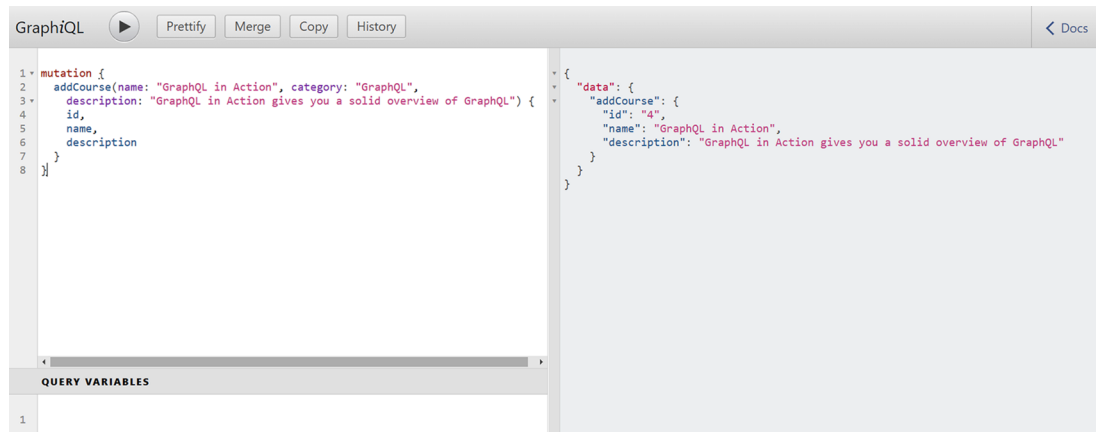 GraphiQL Prettify Merge Copy History Docs
1 mutation {
2 addCourse(name: "GraphQL in Action", category: "GraphQL",
3 description: "GraphQL in Action gives you a solid overview of GraphQL") {
4 id,
5 name,
6 description
7 }
8 }
QUERY VARIABLES
1
{
"data": {
"addCourse": {
"id": "4",
"name": "GraphQL in Action",
"description": "GraphQL in Action gives you a solid overview of GraphQL"
}
}
}